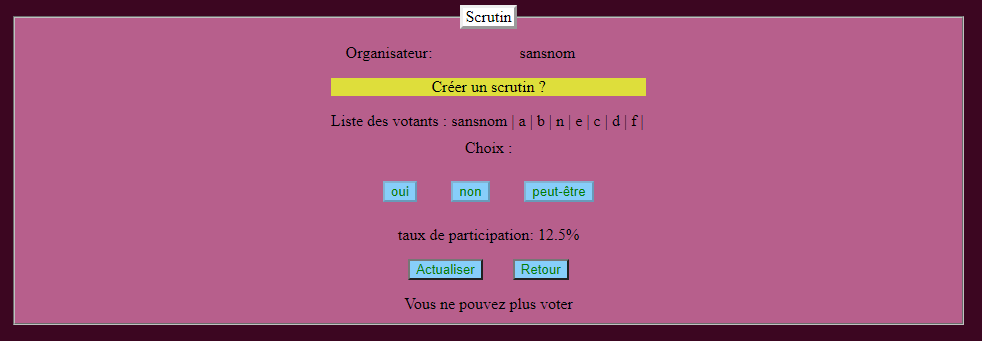 Scrutin
Organisateur: sansnom
Créer un scrutin ?
Liste des votants : sansnom | a | b | n | e | c | d | f |
Choix :
oui non peut-être
taux de participation: 12.5%
Actualiser Retour
Vous ne pouvez plus voter